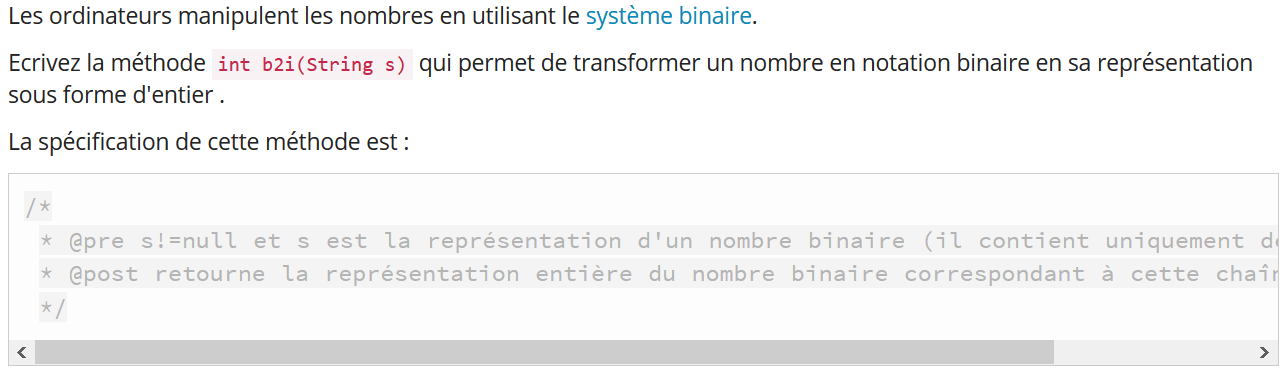 Les ordinateurs manipulent les nombres en utilisant le système binaire.
Ecrivez la méthode int b2i(String s) qui permet de transformer un nombre en notation binaire en sa représentation
sous forme d'entier .
La spécification de cette méthode est :
/*
* @pre s!=null et s est la représentation d'un nombre binaire (il contient uniquement
* @post retourne la représentation entière du nombre binaire correspondant à cette
*/